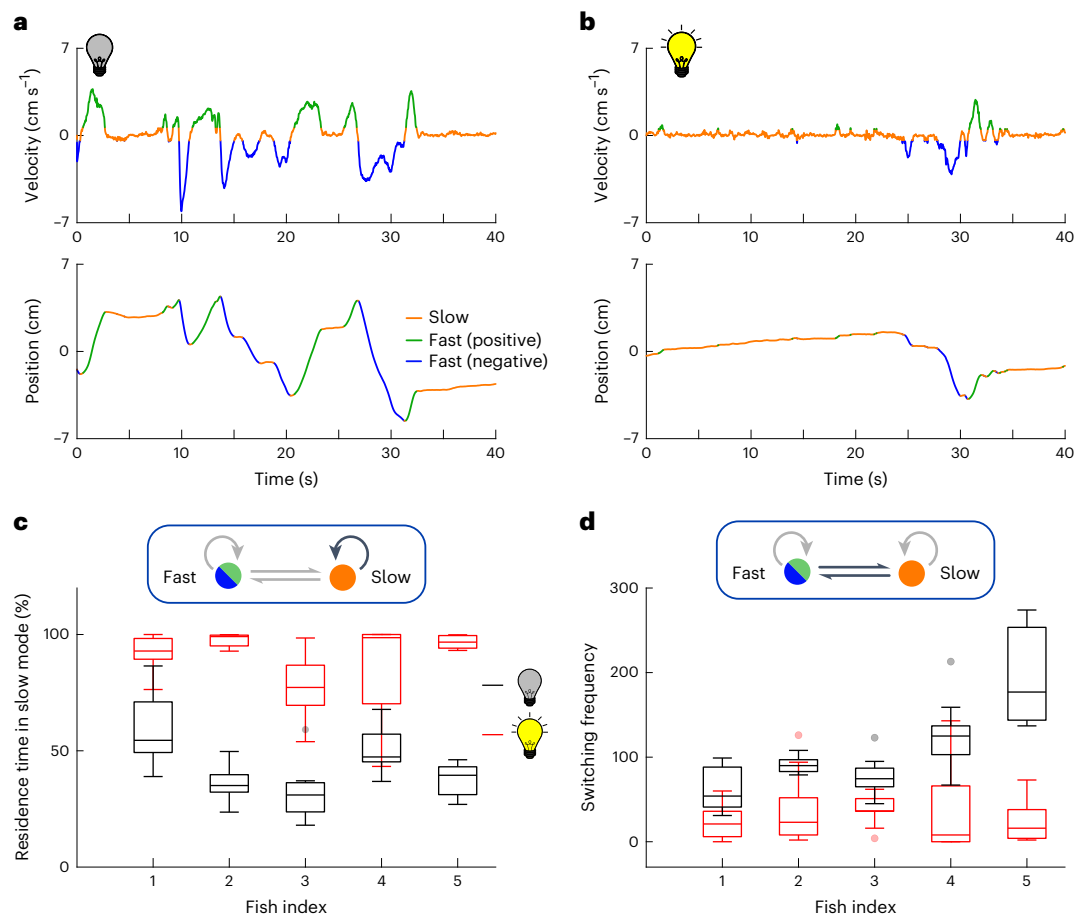 a
7
0
–7
Velocity (cm s⁻¹)
0 10 20 30 40
7
0
–7
Position (cm)
Slow
Fast (positive)
Fast (negative)
0 10 20 30 40
Time (s)
b
7
0
–7
Velocity (cm s⁻¹)
0 10 20 30 40
7
0
–7
Position (cm)
0 10 20 30 40
Time (s)
c
Fast Slow
Residence time in slow mode (%)
100
50
0
1 2 3 4 5
Fish index
d
Fast Slow
Switching frequency
300
200
100
0
1 2 3 4 5
Fish index